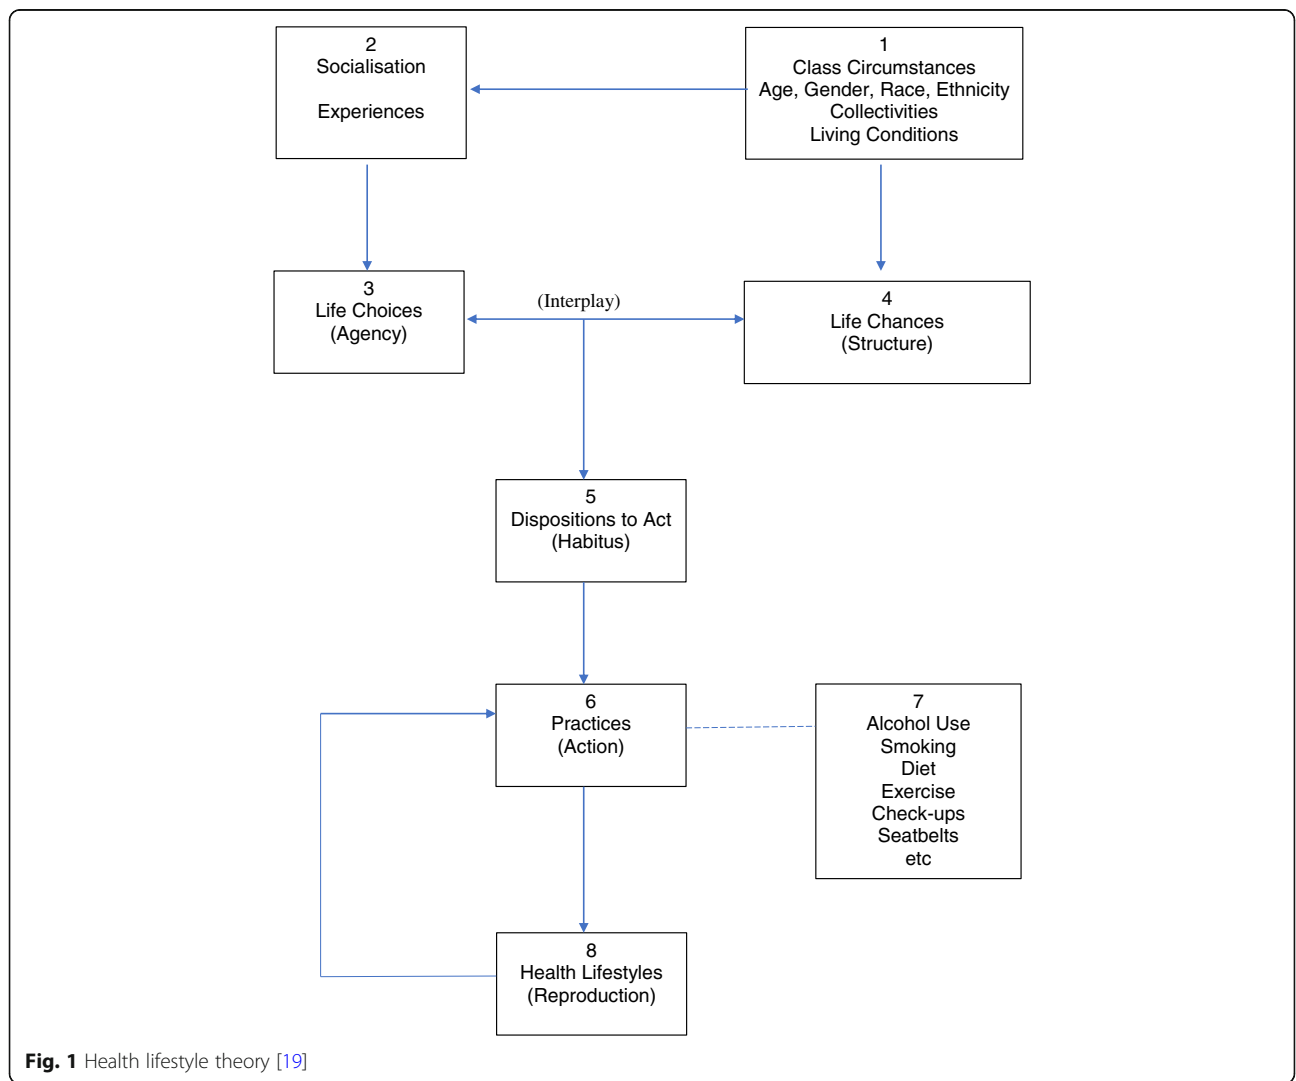 2
Socialisation
Experiences
1
Class Circumstances
Age, Gender, Race, Ethnicity
Collectivities
Living Conditions
3
Life Choices
(Agency)
(Interplay)
4
Life Chances
(Structure)
5
Dispositions to Act
(Habitus)
6
Practices
(Action)
7
Alcohol Use
Smoking
Diet
Exercise
Check-ups
Seatbelts
etc
8
Health Lifestyles
(Reproduction)
Fig. 1 Health lifestyle theory [19]